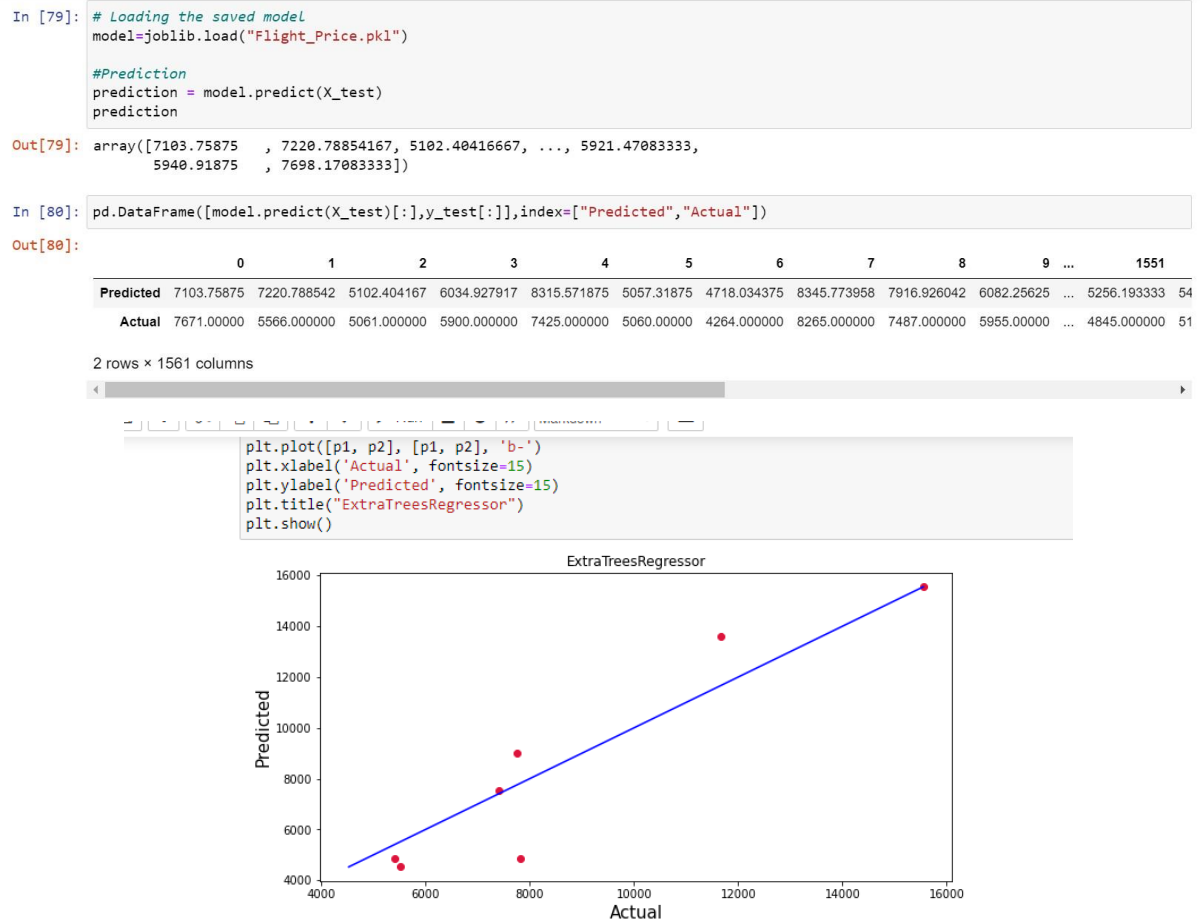 In [79]: # Loading the saved model
model=joblib.load("Flight_Price.pkl")
#Prediction
prediction = model.predict(X_test)
prediction
Out[79]: array([7103.75875   , 7220.78854167, 5102.40416667, ..., 5921.47083333,
5940.91875   , 7698.17083333])
In [80]: pd.DataFrame([model.predict(X_test)[:],y_test[:]],index=["Predicted","Actual"])
Out[80]:
0 1 2 3 4 5 6 7 8 9 ... 1551
Predicted 7103.75875 7220.788542 5102.404167 6034.927917 8315.571875 5057.31875 4718.034375 8345.773958 7916.926042 6082.25625 ... 5256.193333 54
Actual 7671.00000 5566.000000 5061.000000 5900.000000 7425.000000 5060.00000 4264.000000 8265.000000 7487.000000 5955.00000 ... 4845.000000 51
2 rows × 1561 columns
plt.plot([p1, p2], [p1, p2], 'b-')
plt.xlabel('Actual', fontsize=15)
plt.ylabel('Predicted', fontsize=15)
plt.title("ExtraTreesRegressor")
plt.show()
ExtraTreesRegressor
16000
14000
12000
10000
8000
6000
4000
Predicted
4000 6000 8000 10000 12000 14000 16000
Actual